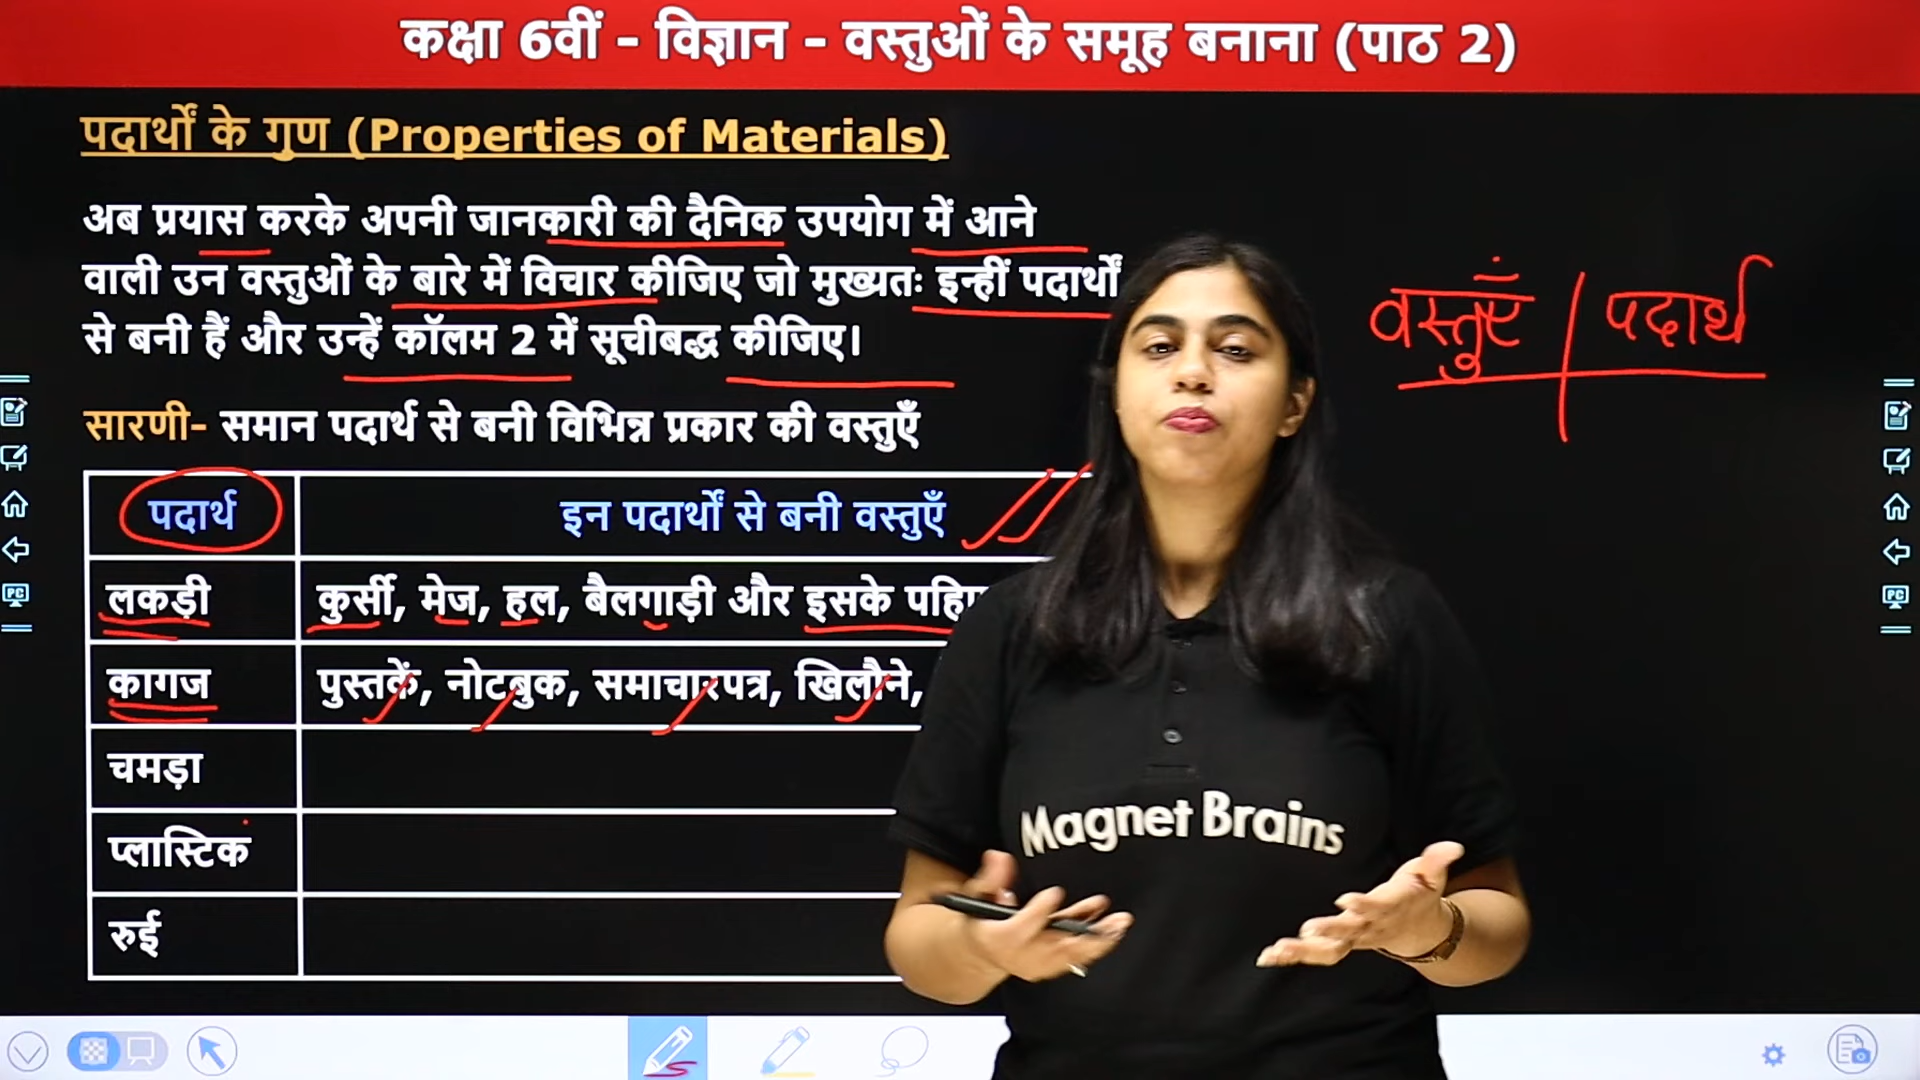 कक्षा 6वीं - विज्ञान - वस्तुओं के समूह बनाना (पाठ 2)
पदार्थों के गुण (Properties of Materials)
अब प्रयास करके अपनी जानकारी की दैनिक उपयोग में आने
वाली उन वस्तुओं के बारे में विचार कीजिए जो मुख्यतः इन्हीं पदार्थों
से बनी हैं और उन्हें कॉलम 2 में सूचीबद्ध कीजिए।
वस्तुएँ | पदार्थ
सारणी- समान पदार्थ से बनी विभिन्न प्रकार की वस्तुएँ
पदार्थ इन पदार्थों से बनी वस्तुएँ
लकड़ी कुर्सी, मेज, हल, बैलगाड़ी और इसके
कागज पुस्तकें, नोटबुक, समाचारपत्र, खिलौने,
चमड़ा
प्लास्टिक
रुई
Magnet Brains
PC
PC